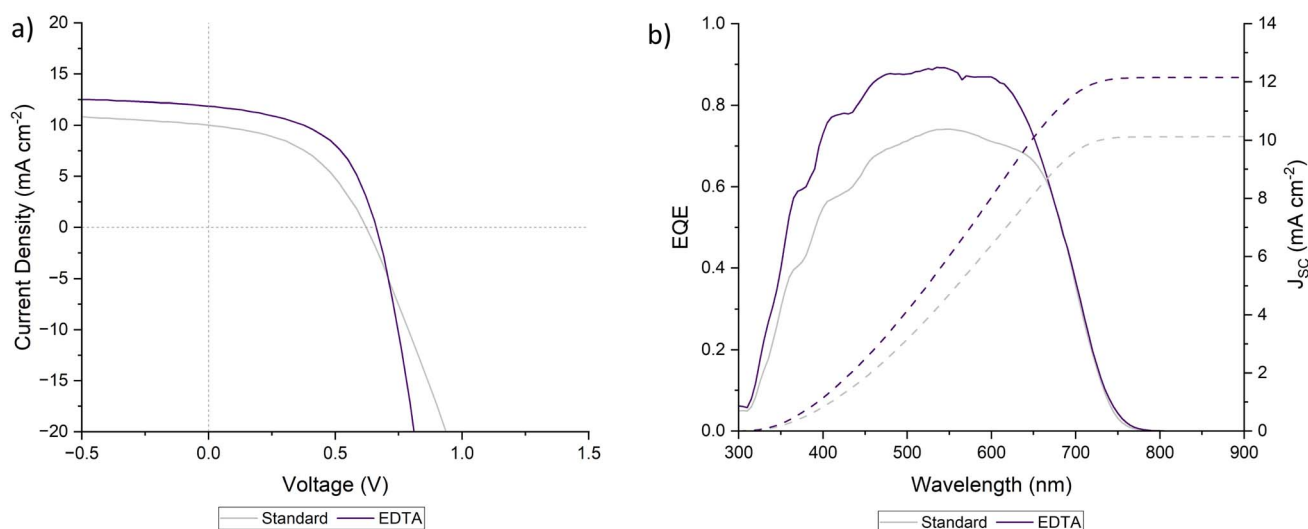 a)
20
15
10
5
0
−5
−10
−15
−20
Current Density (mA cm⁻²)
−0.5 0.0 0.5 1.0 1.5
Voltage (V)
Standard EDTA
b)
1.0
0.8
0.6
0.4
0.2
0.0
EQE
14
12
10
8
6
4
2
0
J_SC (mA cm⁻²)
300 400 500 600 700 800 900
Wavelength (nm)
Standard EDTA